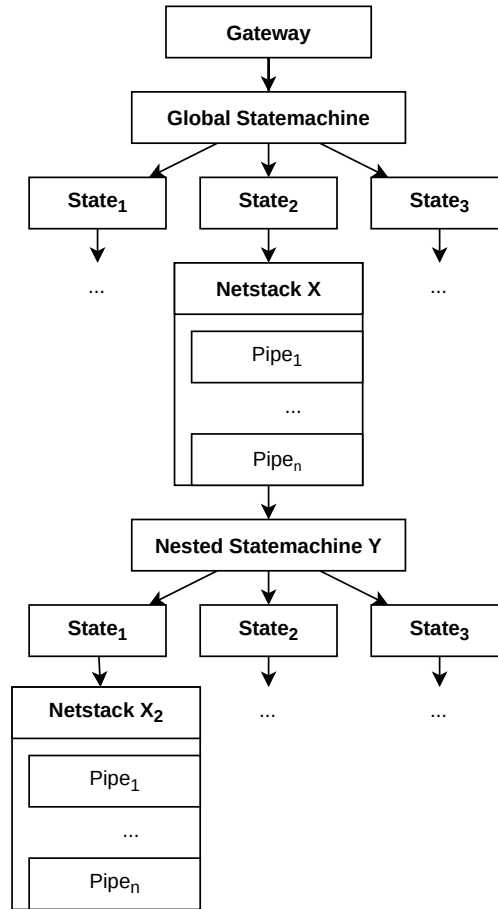 Gateway
Global Statemachine
State₁ State₂ State₃
... ...
Netstack X
Pipe₁
...
Pipeₙ
Nested Statemachine Y
State₁ State₂ State₃
... ...
Netstack X₂
Pipe₁
...
Pipeₙ